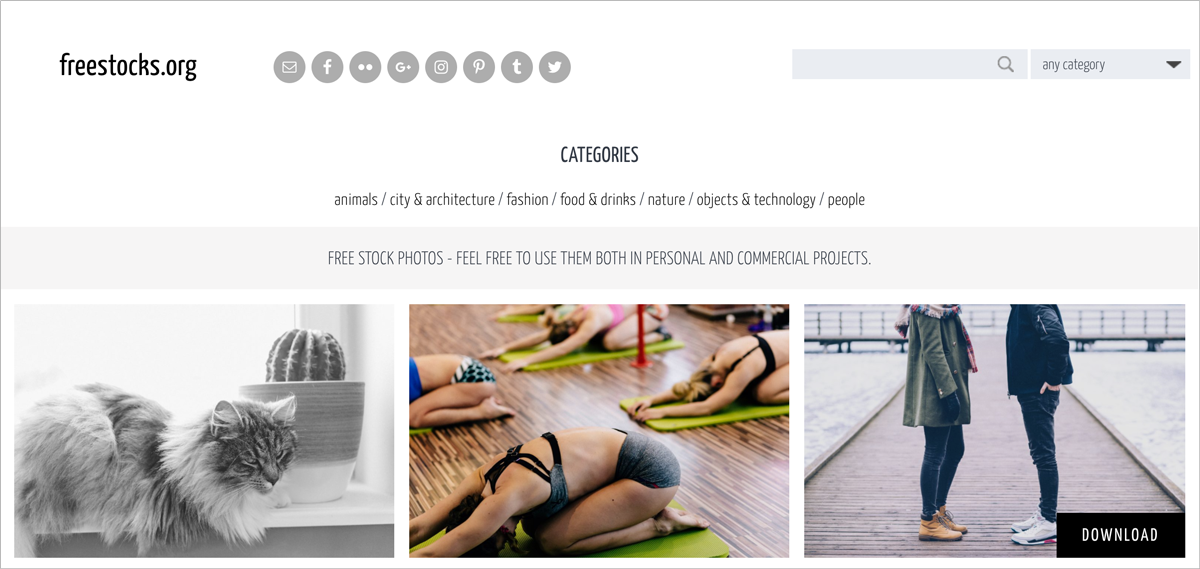 freestocks.org
any category
CATEGORIES
animals / city & architecture / fashion / food & drinks / nature / objects & technology / people
FREE STOCK PHOTOS - FEEL FREE TO USE THEM BOTH IN PERSONAL AND COMMERCIAL PROJECTS.
DOWNLOAD